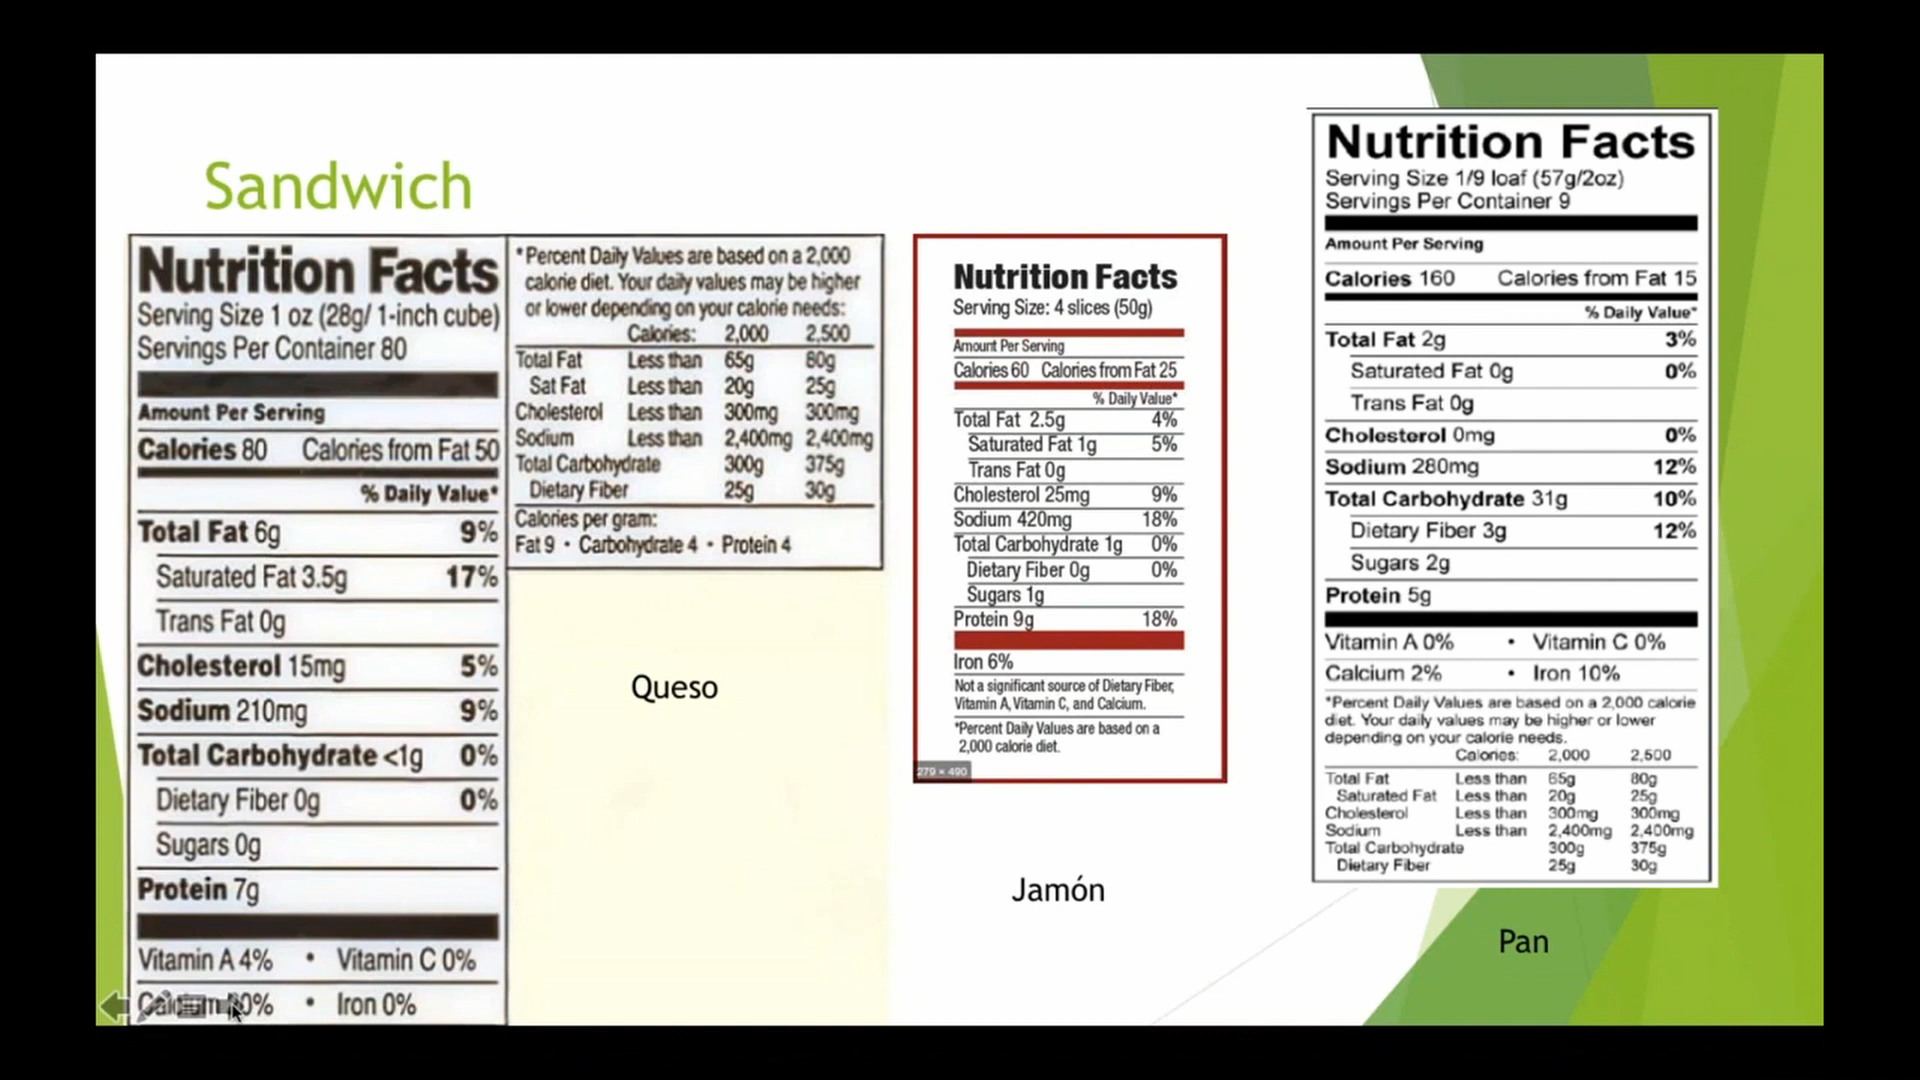 Sandwich
Nutrition Facts
Serving Size 1 oz (28g/ 1-inch cube)
Servings Per Container 80
Amount Per Serving
Calories 80 Calories from Fat 50
% Daily Value*
Total Fat 6g 9%
Saturated Fat 3.5g 17%
Trans Fat 0g
Cholesterol 15mg 5%
Sodium 210mg 9%
Total Carbohydrate <1g 0%
Dietary Fiber 0g 0%
Sugars 0g
Protein 7g
Vitamin A 4% • Vitamin C 0%
• Iron 0%
*Percent Daily Values are based on a 2,000
calorie diet. Your daily values may be higher
or lower depending on your calorie needs:
Calories: 2,000 2,500
Total Fat Less than 65g 80g
Sat Fat Less than 20g 25g
Cholesterol Less than 300mg 300mg
Sodium Less than 2,400mg 2,400mg
Total Carbohydrate 300g 375g
Dietary Fiber 25g 30g
Calories per gram:
Fat 9 • Carbohydrate 4 • Protein 4
Queso
Nutrition Facts
Serving Size: 4 slices (50g)
Amount Per Serving
Calories 60 Calories from Fat 25
% Daily Value*
Total Fat 2.5g 4%
Saturated Fat 1g 5%
Trans Fat 0g
Cholesterol 25mg 9%
Sodium 420mg 18%
Total Carbohydrate 1g 0%
Dietary Fiber 0g 0%
Sugars 1g
Protein 9g 18%
Iron 6%
Not a significant source of Dietary Fiber,
Vitamin A, Vitamin C, and Calcium.
*Percent Daily Values are based on a
2,000 calorie diet.
279 × 490
Jamón
Nutrition Facts
Serving Size 1/9 loaf (57g/2oz)
Servings Per Container 9
Amount Per Serving
Calories 160 Calories from Fat 15
% Daily Value*
Total Fat 2g 3%
Saturated Fat 0g 0%
Trans Fat 0g
Cholesterol 0mg 0%
Sodium 280mg 12%
Total Carbohydrate 31g 10%
Dietary Fiber 3g 12%
Sugars 2g
Protein 5g
Vitamin A 0% • Vitamin C 0%
Calcium 2% • Iron 10%
*Percent Daily Values are based on a 2,000 calorie
diet. Your daily values may be higher or lower
depending on your calorie needs.
Calories: 2,000 2,500
Total Fat Less than 65g 80g
Saturated Fat Less than 20g 25g
Cholesterol Less than 300mg 300mg
Sodium Less than 2,400mg 2,400mg
Total Carbohydrate 300g 375g
Dietary Fiber 25g 30g
Pan